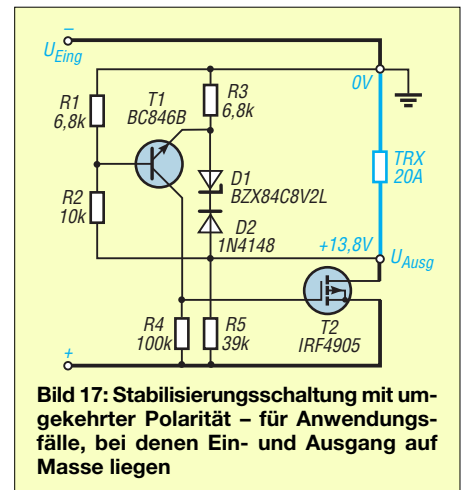 –
U Eing
0V
R1
6,8k
T1
BC846B
R3
6,8k
R2
10k
D1
BZX84C8V2L
D2
1N4148
TRX
20A
+13,8V
U Ausg
R4
100k
R5
39k
T2
IRF4905
+
Bild 17: Stabilisierungsschaltung mit um-
gekehrter Polarität – für Anwendungs-
fälle, bei denen Ein- und Ausgang auf
Masse liegen